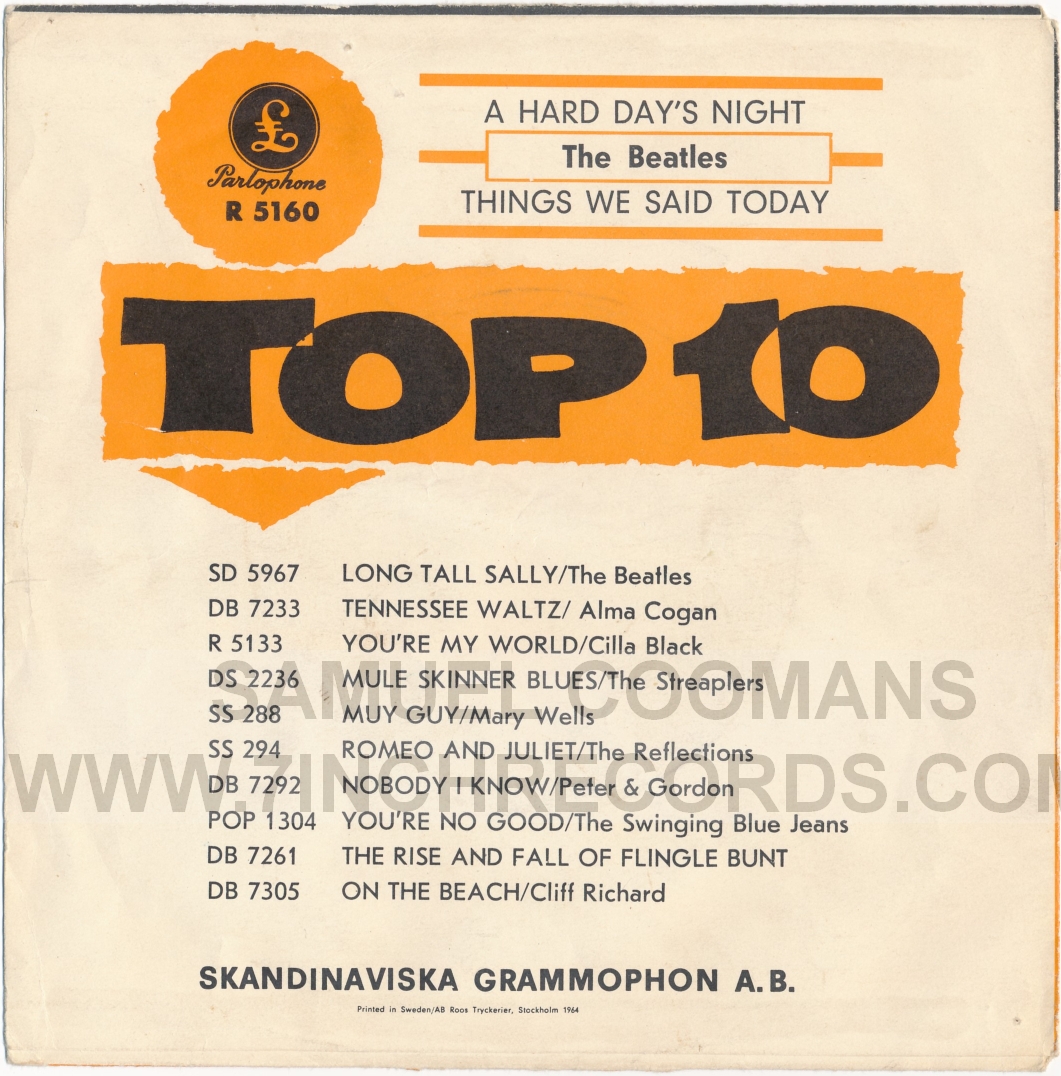 £
Parlophone
R 5160
A HARD DAY'S NIGHT
The Beatles
THINGS WE SAID TODAY
TOP 10
SD 5967 LONG TALL SALLY/The Beatles
DB 7233 TENNESSEE WALTZ/ Alma Cogan
R 5133 YOU'RE MY WORLD/Cilla Black
DS 2236 MULE SKINNER BLUES/The Streaplers
SS 288 MUY GUY/Mary Wells
SS 294 ROMEO AND JULIET/The Reflections
DB 7292 NOBODY I KNOW/Peter & Gordon
POP 1304 YOU'RE NO GOOD/The Swinging Blue Jeans
DB 7261 THE RISE AND FALL OF FLINGLE BUNT
DB 7305 ON THE BEACH/Cliff Richard
SAMUEL COOMANS
WWW.7INCHRECORDS.COM
SKANDINAVISKA GRAMMOPHON A.B.
Printed in Sweden/AB Roos Tryckerier, Stockholm 1964